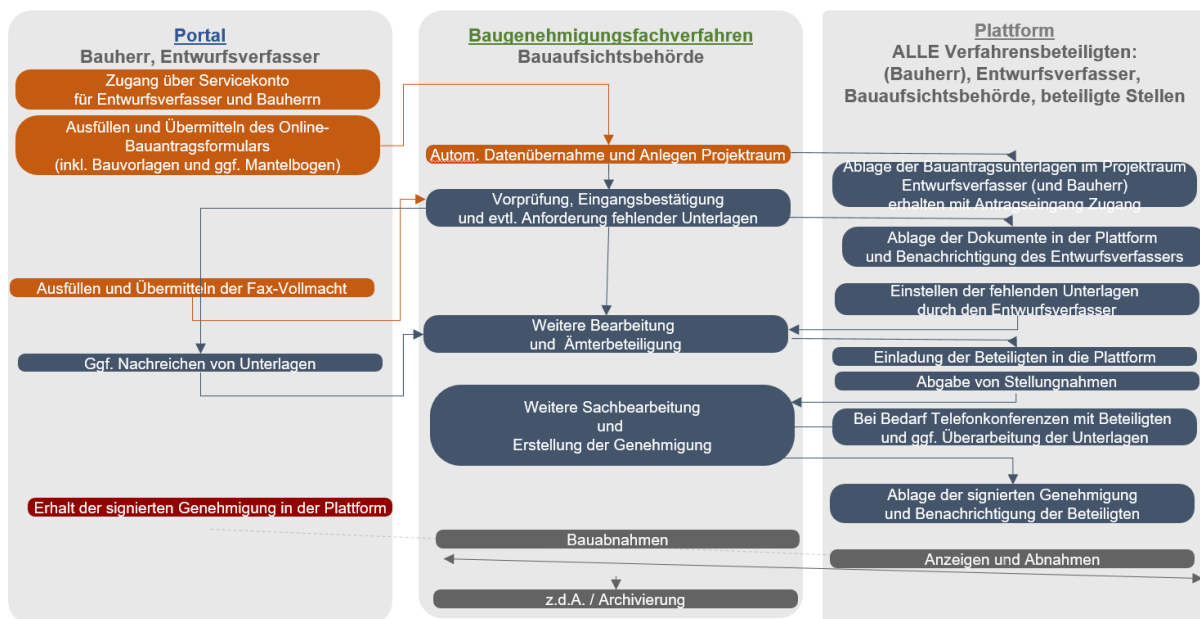 Portal
Bauherr, Entwurfsverfasser
Zugang über Servicekonto
für Entwurfsverfasser und Bauherrn
Ausfüllen und Übermitteln des Online-
Bauantragsformulars
(inkl. Bauvorlagen und ggf. Mantelbogen)
Ausfüllen und Übermitteln der Fax-Vollmacht
Ggf. Nachreichen von Unterlagen
Erhalt der signierten Genehmigung in der Plattform
Baugenehmigungsfachverfahren
Bauaufsichtsbehörde
Autom. Datenübernahme und Anlegen Projektraum
Vorprüfung, Eingangsbestätigung
und evtl. Anforderung fehlender Unterlagen
Weitere Bearbeitung
und Ämterbeteiligung
Weitere Sachbearbeitung
und
Erstellung der Genehmigung
Bauabnahmen
z.d.A. / Archivierung
Plattform
ALLE Verfahrensbeteiligten:
(Bauherr), Entwurfsverfasser,
Bauaufsichtsbehörde, beteiligte Stellen
Ablage der Bauantragsunterlagen im Projektraum
Entwurfsverfasser (und Bauherr)
erhalten mit Antragseingang Zugang
Ablage der Dokumente in der Plattform
und Benachrichtigung des Entwurfsverfassers
Einstellen der fehlenden Unterlagen
durch den Entwurfsverfasser
Einladung der Beteiligten in die Plattform
Abgabe von Stellungnahmen
Bei Bedarf Telefonkonferenzen mit Beteiligten
und ggf. Überarbeitung der Unterlagen
Ablage der signierten Genehmigung
und Benachrichtigung der Beteiligten
Anzeigen und Abnahmen